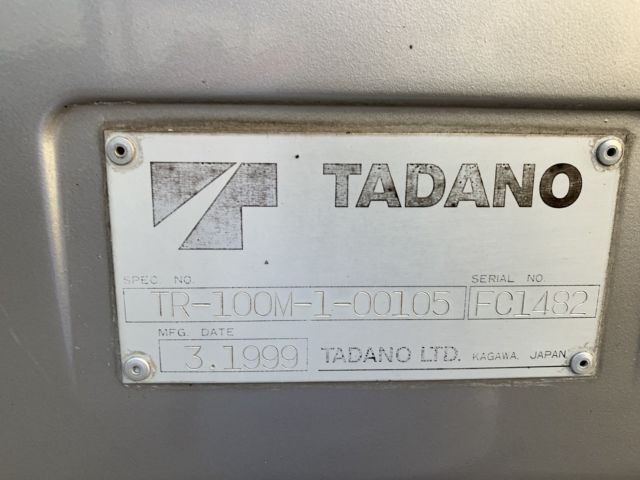 TADANO
SPEC. NO. SERIAL NO.
TR-100M-1-00105 FC1482
MFG. DATE
3.1999 TADANO LTD. KAGAWA, JAPAN